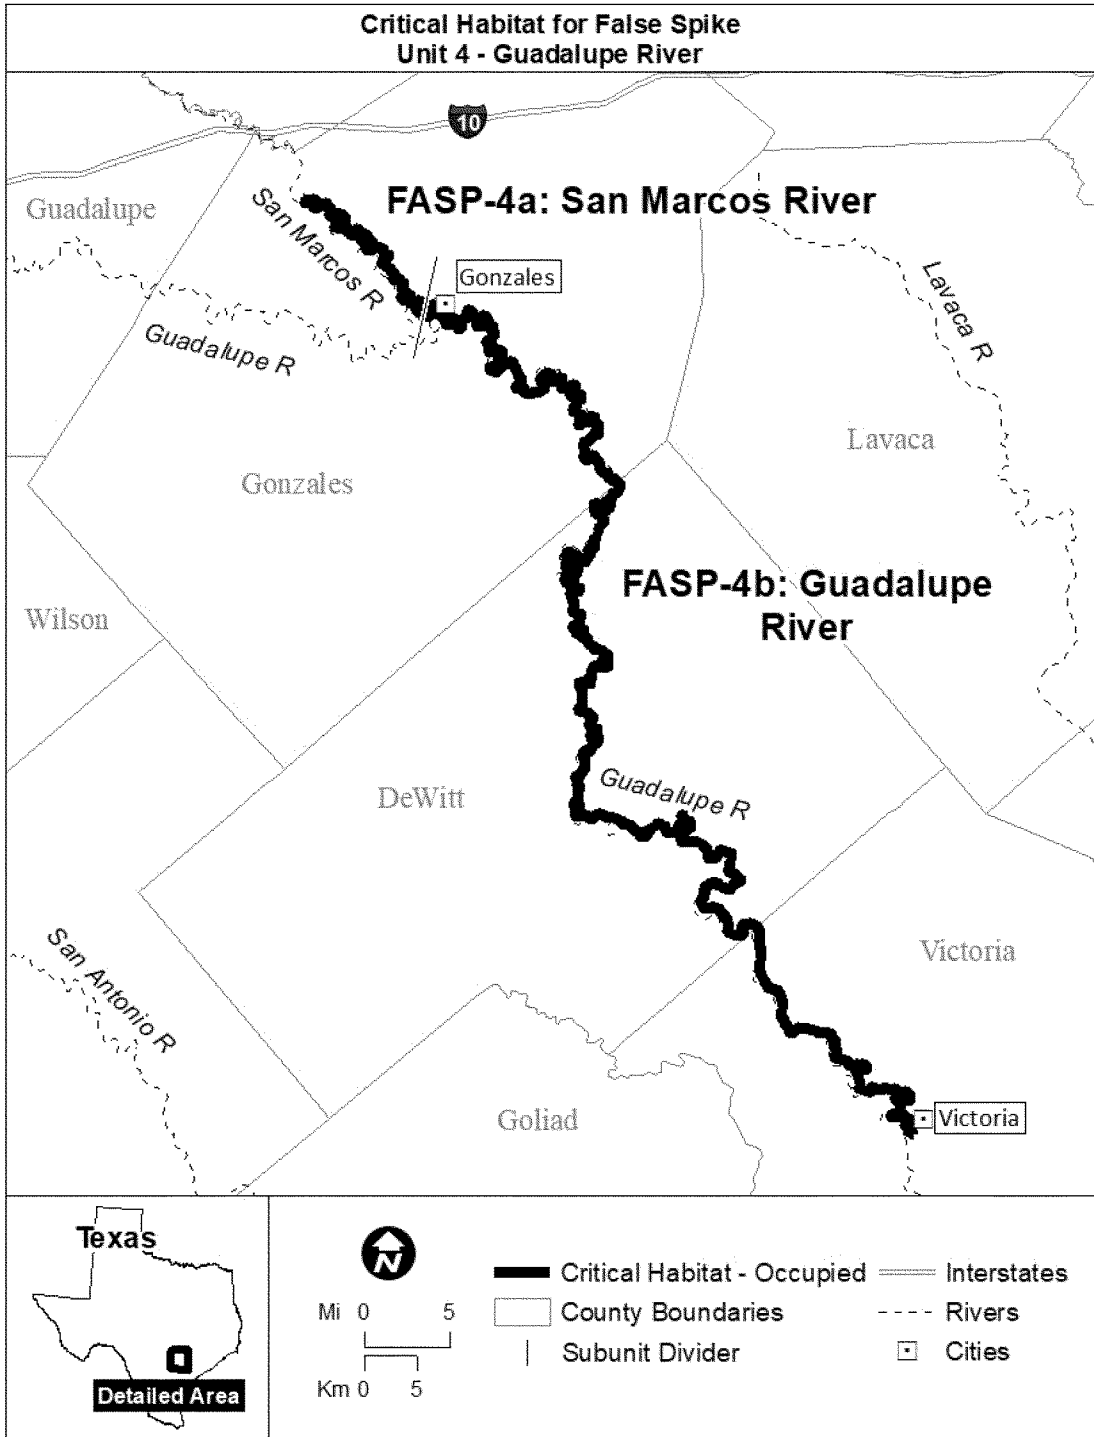 Critical Habitat for False Spike
Unit 4 - Guadalupe River
10
FASP-4a: San Marcos River
Guadalupe
San Marcos R
Gonzales
Lavaca R
Guadalupe R
Lavaca
Gonzales
FASP-4b: Guadalupe
River
Wilson
Guadalupe R
DeWitt
San Antonio R
Victoria
Goliad
Victoria
Texas
Detailed Area
N
Mi 0 5
Km 0 5
Critical Habitat - Occupied
County Boundaries
Subunit Divider
Interstates
Rivers
Cities